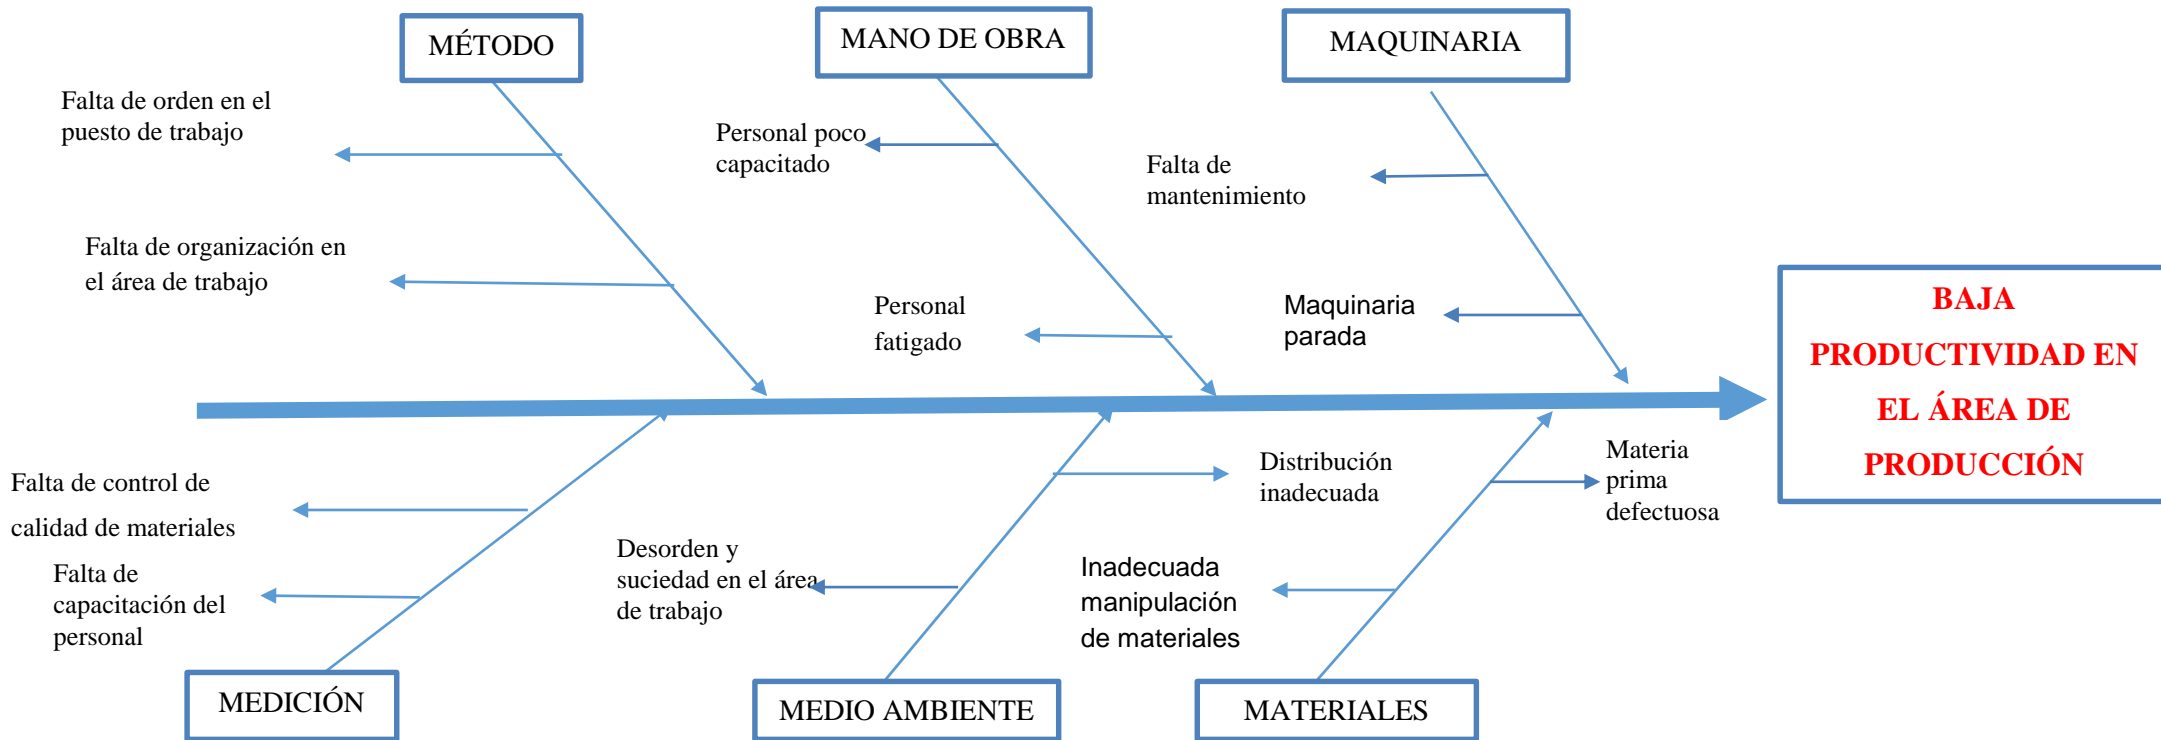 MÉTODO
MANO DE OBRA
MAQUINARIA
Falta de orden en el
puesto de trabajo
Personal poco
capacitado
Falta de
mantenimiento
Falta de organización en
el área de trabajo
Personal
fatigado
Maquinaria
parada
BAJA
PRODUCTIVIDAD EN
EL ÁREA DE
PRODUCCIÓN
Falta de control de
calidad de materiales
Distribución
inadecuada
Materia
prima
defectuosa
Falta de
capacitación del
personal
Desorden y
suciedad en el área
de trabajo
Inadecuada
manipulación
de materiales
MEDICIÓN
MEDIO AMBIENTE
MATERIALES